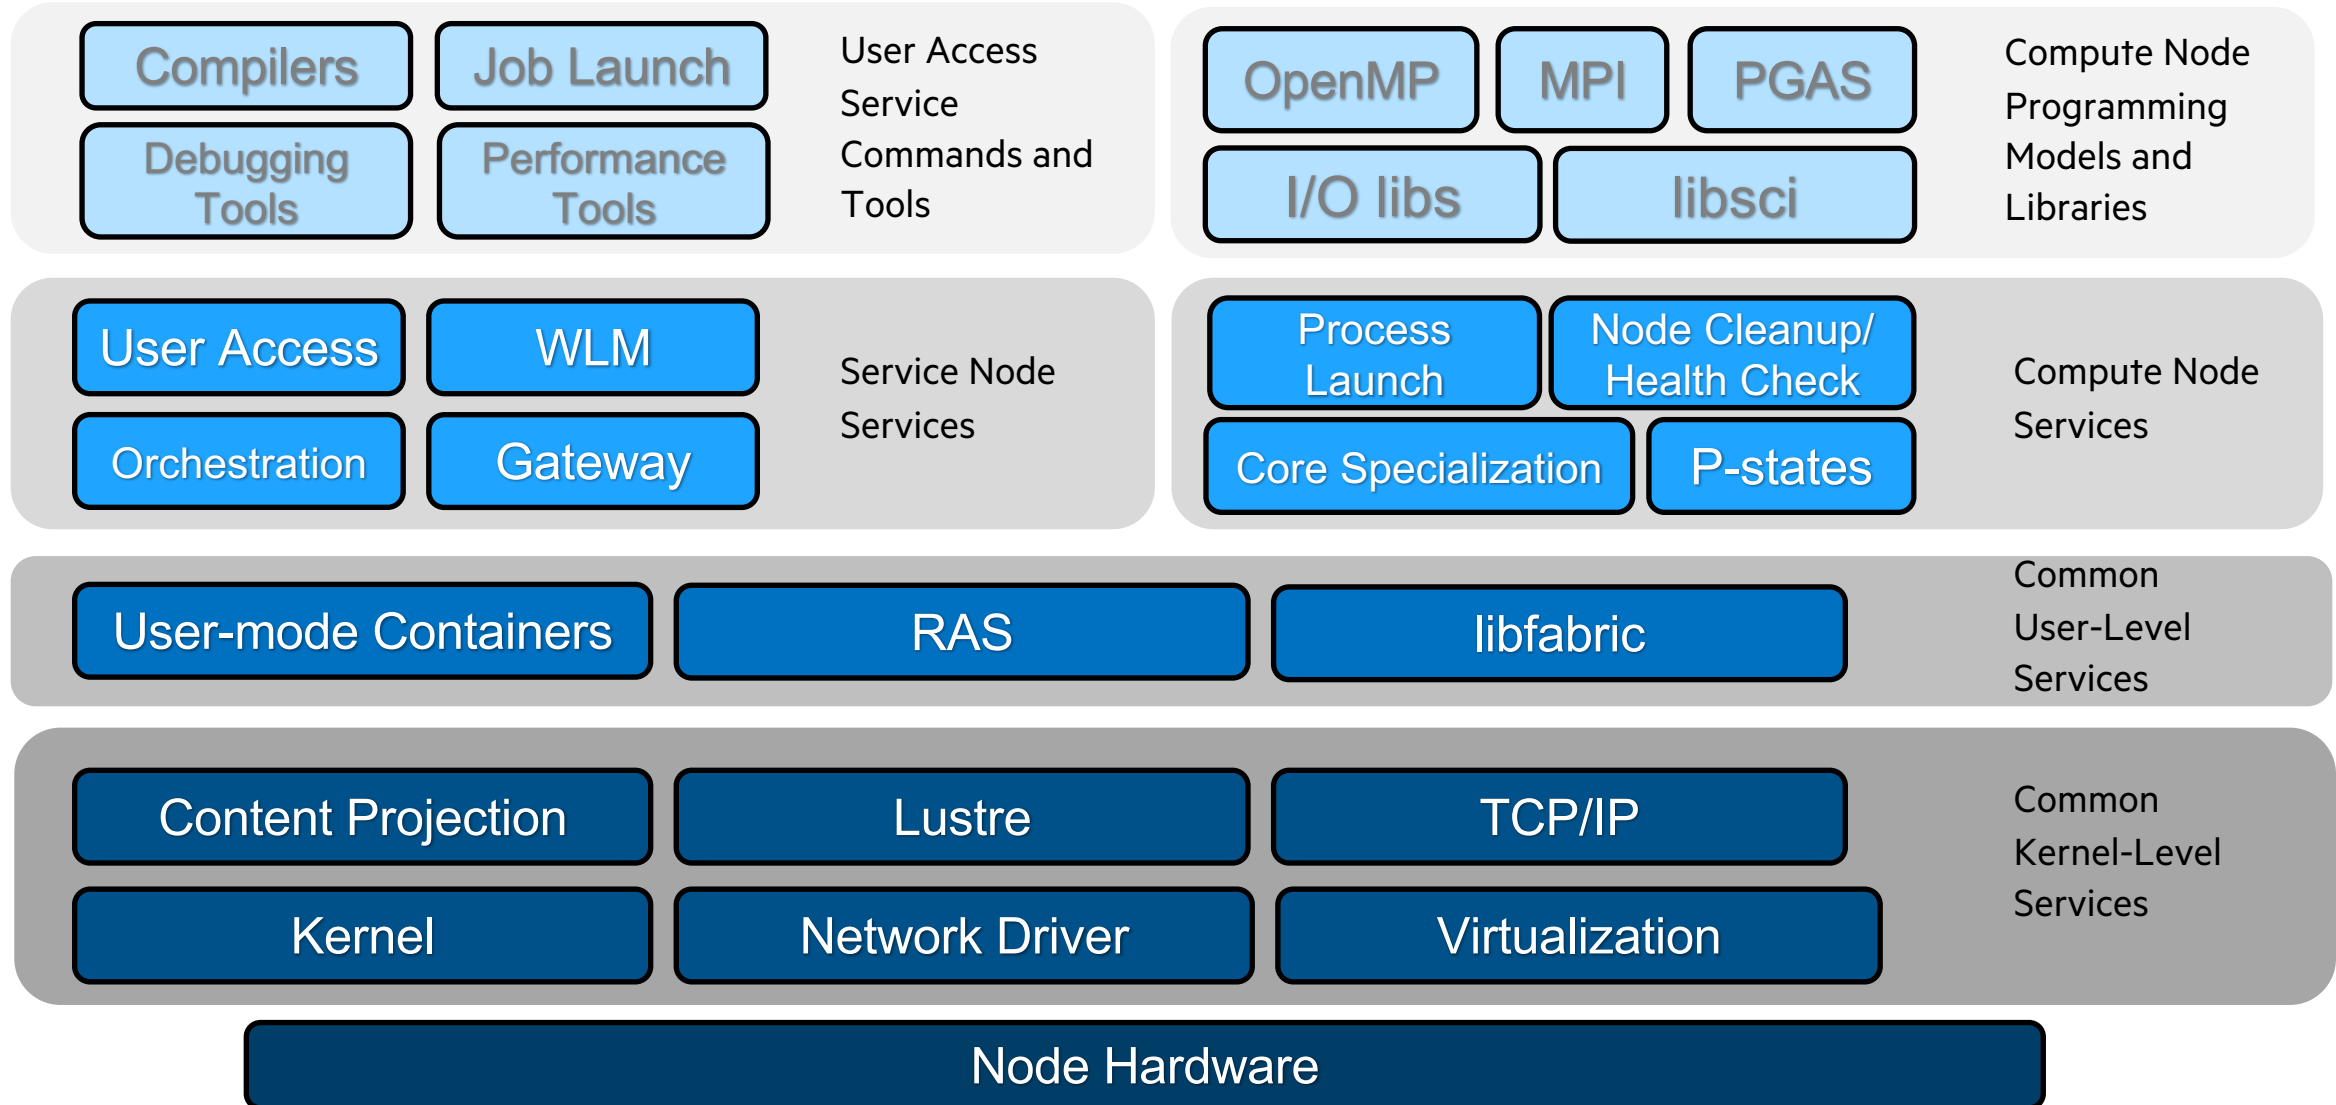 Compilers
Job Launch
Debugging
Tools
Performance
Tools
User Access
Service
Commands and
Tools
OpenMP
MPI
PGAS
I/O libs
libsci
Compute Node
Programming
Models and
Libraries
User Access
WLM
Orchestration
Gateway
Service Node
Services
Process
Launch
Node Cleanup/
Health Check
Core Specialization
P-states
Compute Node
Services
User-mode Containers
RAS
libfabric
Common
User-Level
Services
Content Projection
Lustre
TCP/IP
Kernel
Network Driver
Virtualization
Common
Kernel-Level
Services
Node Hardware